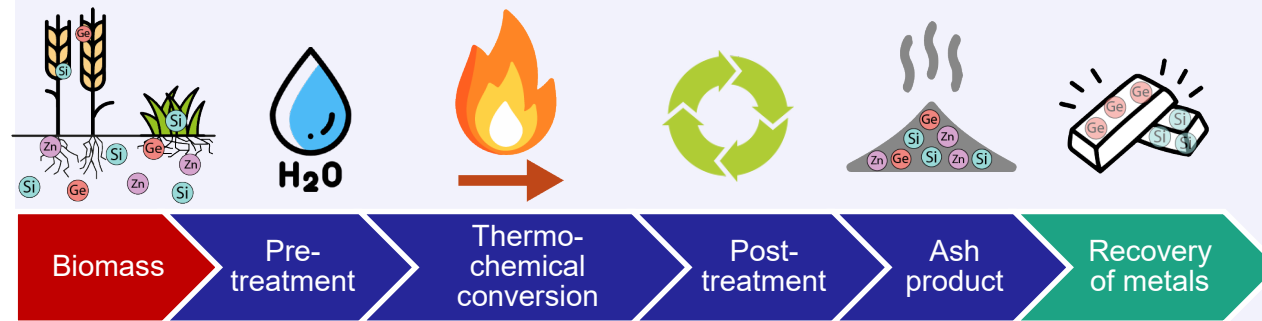 Ge
Si
Si
Zn
Si
Ge
Zn
Si
Ge
Zn
Si
H2O
Ge
Si
Zn
Zn
Ge
Si
Zn
Si
Ge
Ge
Ge
Si
Si
Si
Biomass
Pre-
treatment
Thermo-
chemical
conversion
Post-
treatment
Ash
product
Recovery
of metals